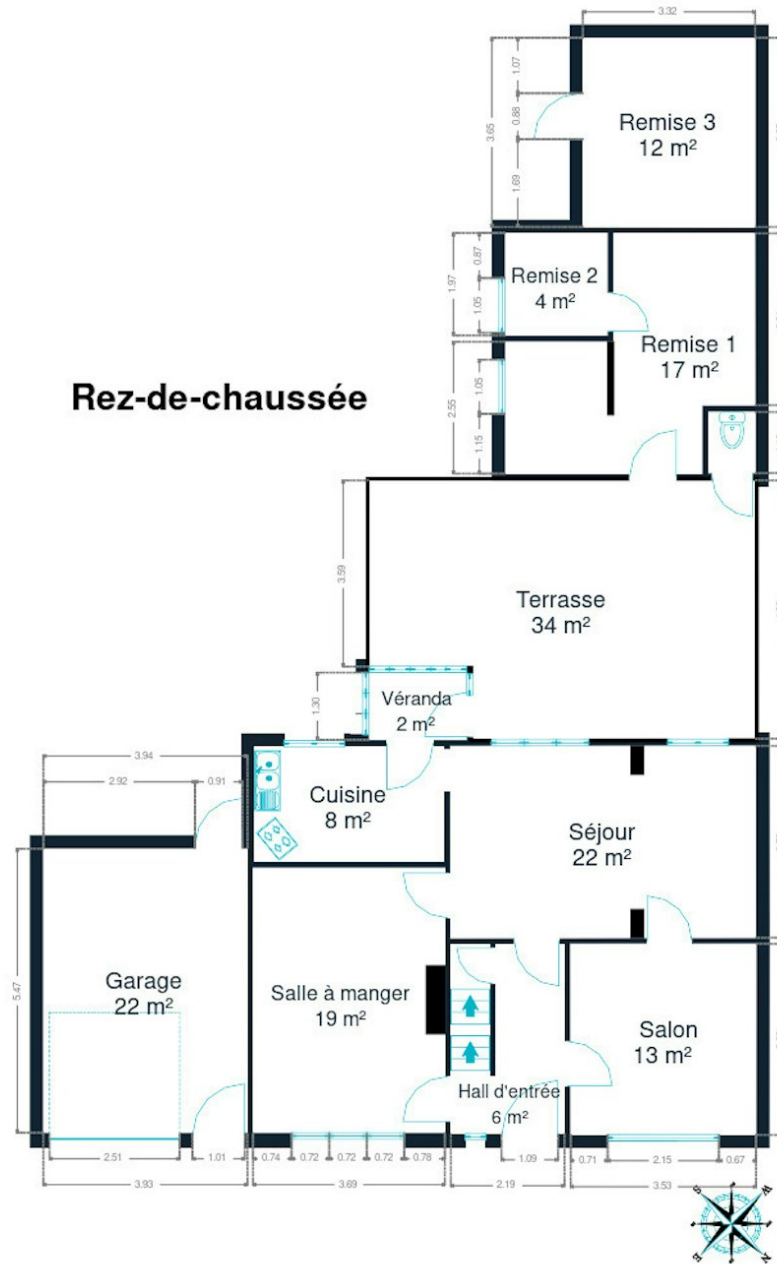 3.32
1.07
0.88
3.65
1.69
Remise 3
12 m²
0.87
1.97
1.05
Remise 2
4 m²
Remise 1
17 m²
Rez-de-chaussée
1.05
2.55
1.15
3.59
Terrasse
34 m²
1.30
Véranda
2 m²
3.94
2.92
0.91
Cuisine
8 m²
Séjour
22 m²
5.47
Garage
22 m²
Salle à manger
19 m²
Salon
13 m²
Hall d'entrée
6 m²
2.51
1.01
0.74
0.72
0.72
0.72
0.78
1.09
0.71
2.15
0.67
3.93
3.69
2.19
3.53
S
W
E
N